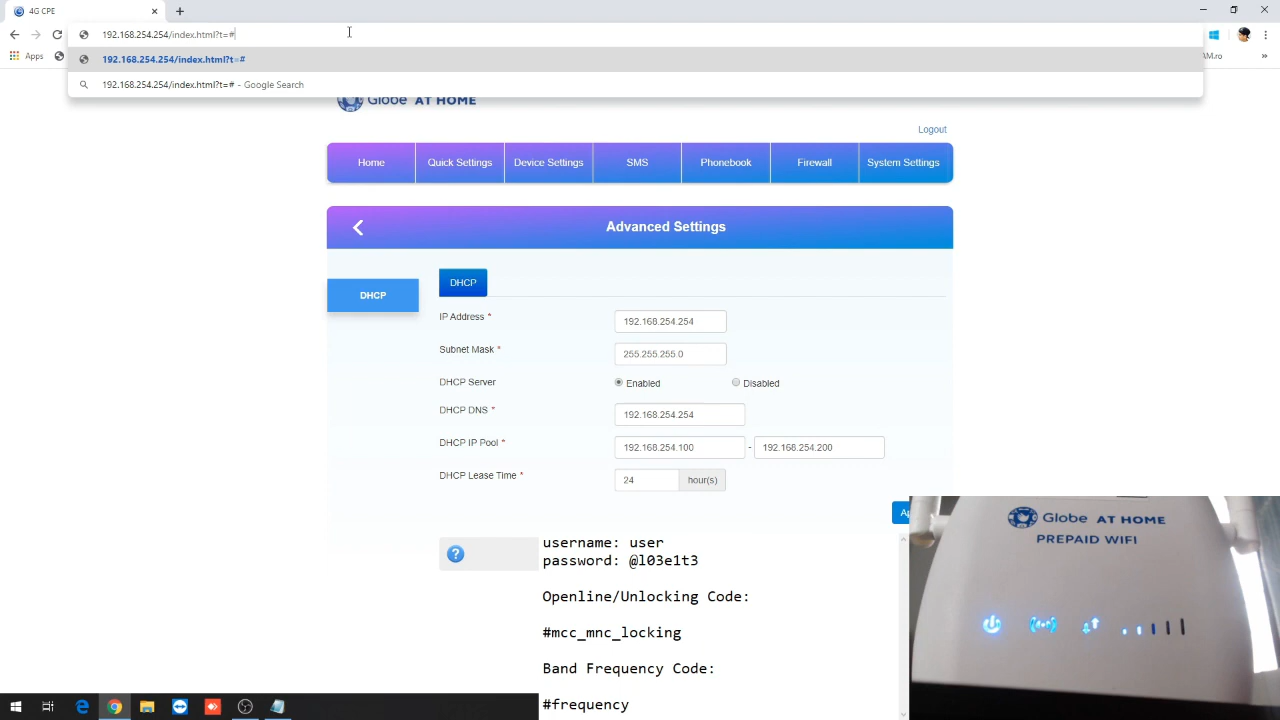 4G CPE
192.168.254.254/index.html?t=#
192.168.254.254/index.html?t=#
192.168.254.254/index.html?t=# - Google Search
Apps
AM.ro
Globe AT HOME
Logout
Home
Quick Settings
Device Settings
SMS
Phonebook
Firewall
System Settings
Advanced Settings
DHCP
DHCP
IP Address *
192.168.254.254
Subnet Mask *
255.255.255.0
DHCP Server
Enabled
Disabled
DHCP DNS *
192.168.254.254
DHCP IP Pool *
192.168.254.100 - 192.168.254.200
DHCP Lease Time *
24 hour(s)
username: user
password: @l03e1t3
Openline/Unlocking Code:
#mcc_mnc_locking
Band Frequency Code:
#frequency
Globe AT HOME
PREPAID WIFI